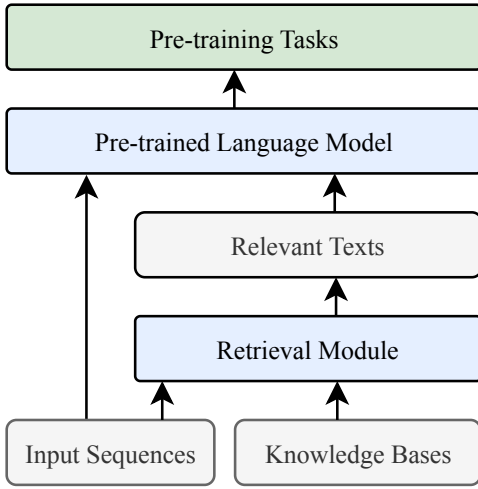 Pre-training Tasks
Pre-trained Language Model
Relevant Texts
Retrieval Module
Input Sequences
Knowledge Bases